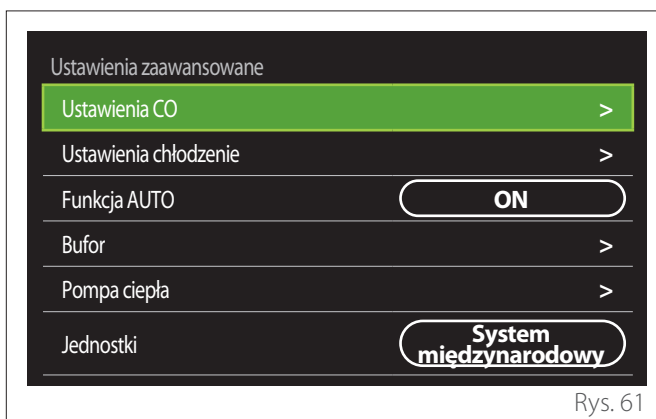 Ustawienia zaawansowane
Ustawienia CO >
Ustawienia chłodzenie >
Funkcja AUTO ON
Bufor >
Pompa ciepła >
Jednostki System
międzynarodowy
Rys. 61